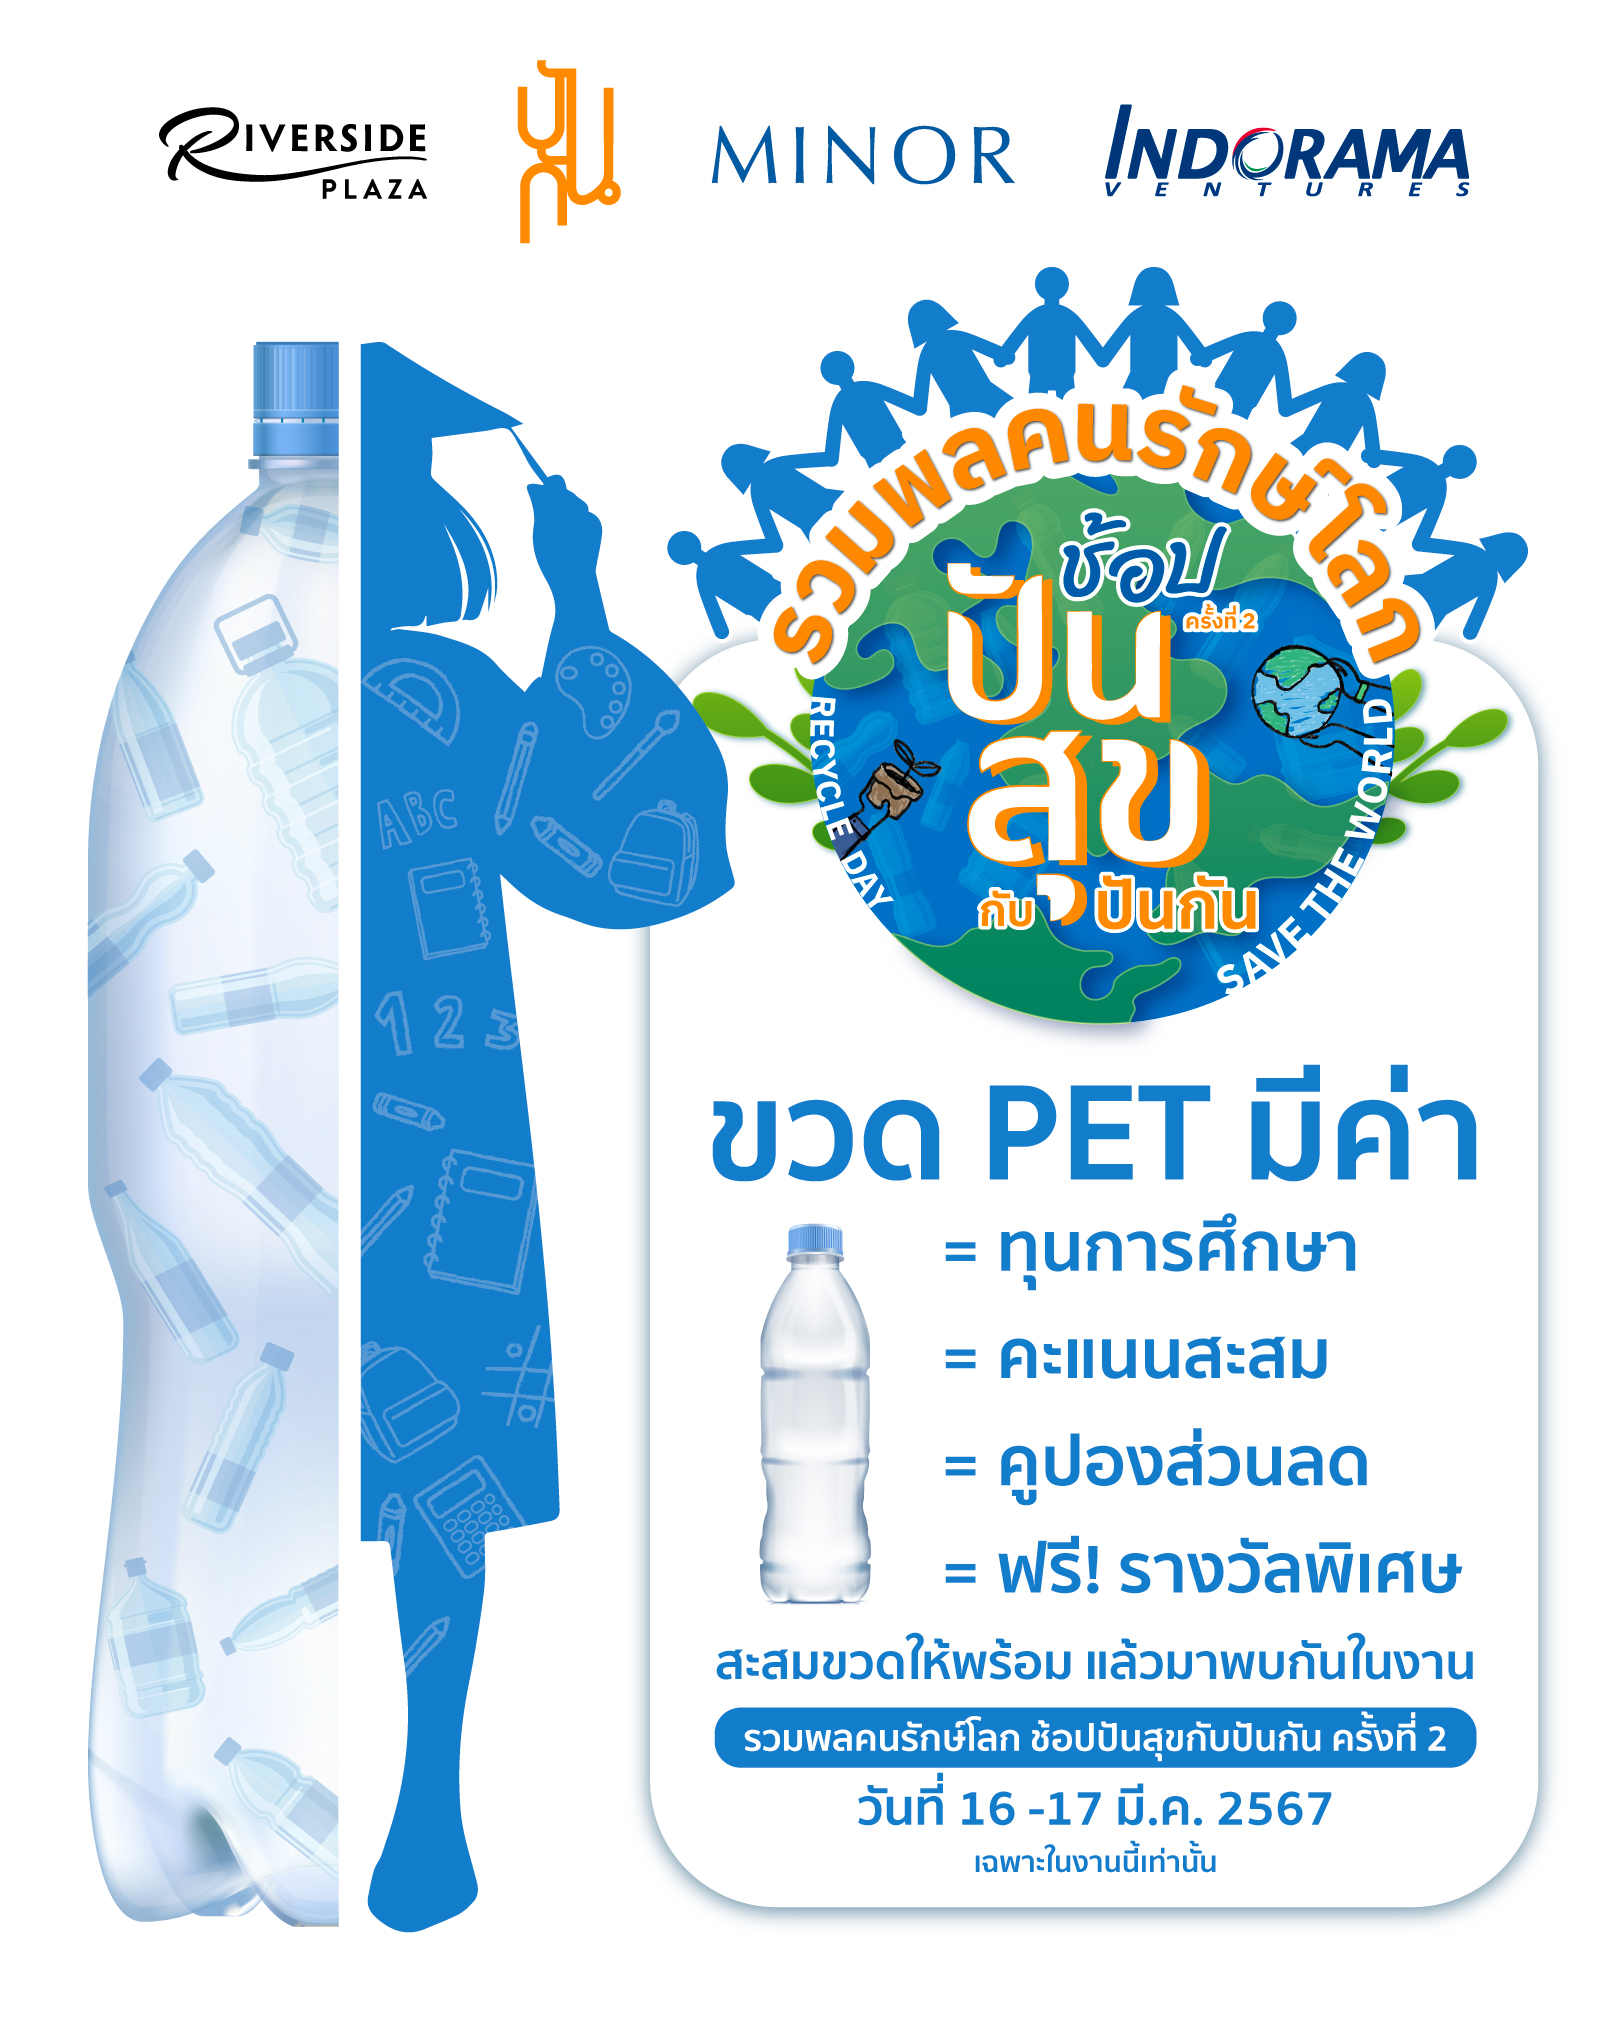 RIVERSIDE
PLAZA
ปันกัน
MINOR
INDORAMA
VENTURES
รวมพลคนรักษ์โลก
ช้อป
ครั้งที่ 2
ปัน
สุข
กับ ปันกัน
RECYCLE DAY
SAVE THE WORLD
ABC
123
ขวด PET มีค่า
= ทุนการศึกษา
= คะแนนสะสม
= คูปองส่วนลด
= ฟรี! รางวัลพิเศษ
สะสมขวดให้พร้อม แล้วมาพบกันในงาน
รวมพลคนรักษ์โลก ช้อปปันสุขกับปันกัน ครั้งที่ 2
วันที่ 16 -17 มี.ค. 2567
เฉพาะในงานนี้เท่านั้น